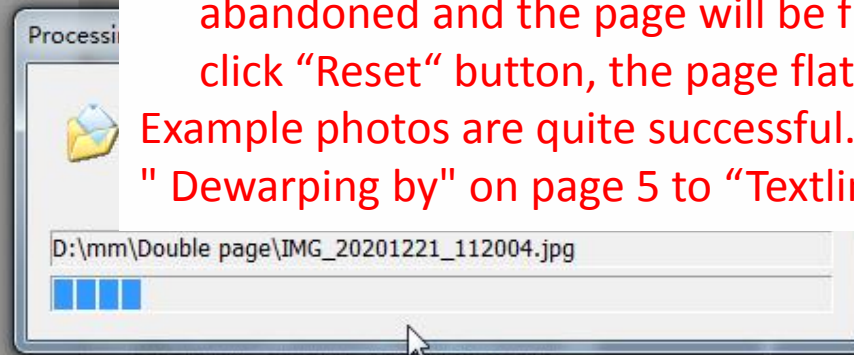 abandoned and the page will be f
Processi
click “Reset“ button, the page flat
Example photos are quite successful.
" Dewarping by" on page 5 to “Textli
D:\mm\Double page\IMG_20201221_112004.jpg